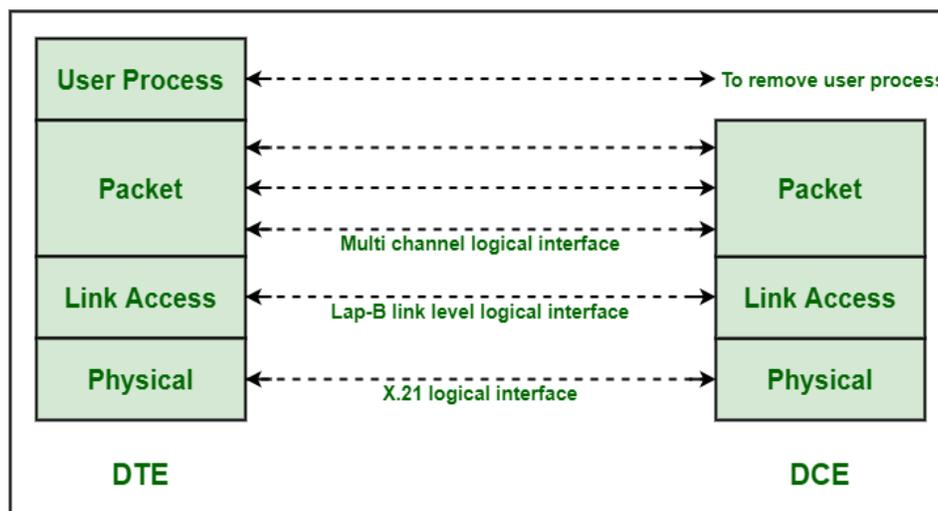 User Process
To remove user process
Packet
Packet
Multi channel logical interface
Link Access
Link Access
Lap-B link level logical interface
Physical
Physical
X.21 logical interface
DTE
DCE